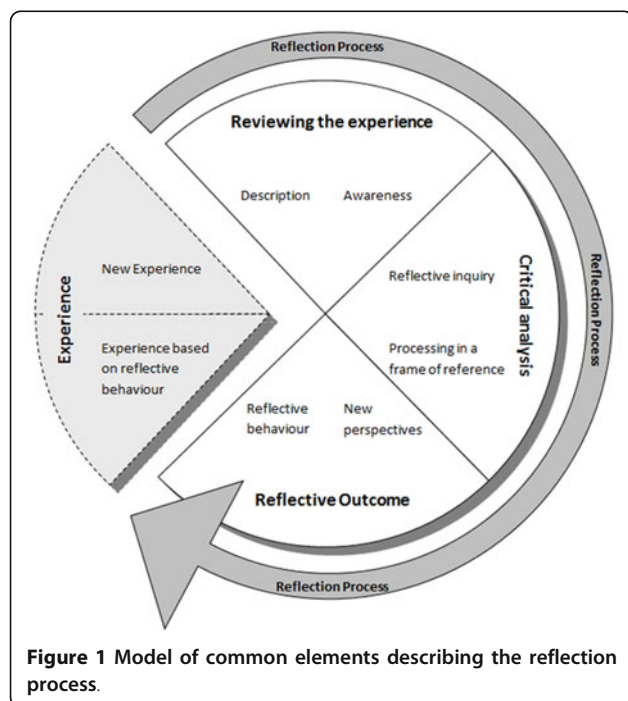 Reflection Process
Reviewing the experience
Description
Awareness
Experience
New Experience
Experience based
on reflective
behaviour
Reflective inquiry
Processing in a
frame of reference
Critical analysis
Reflection Process
Reflective
behaviour
New
perspectives
Reflective Outcome
Reflection Process
Figure 1 Model of common elements describing the reflection
process.